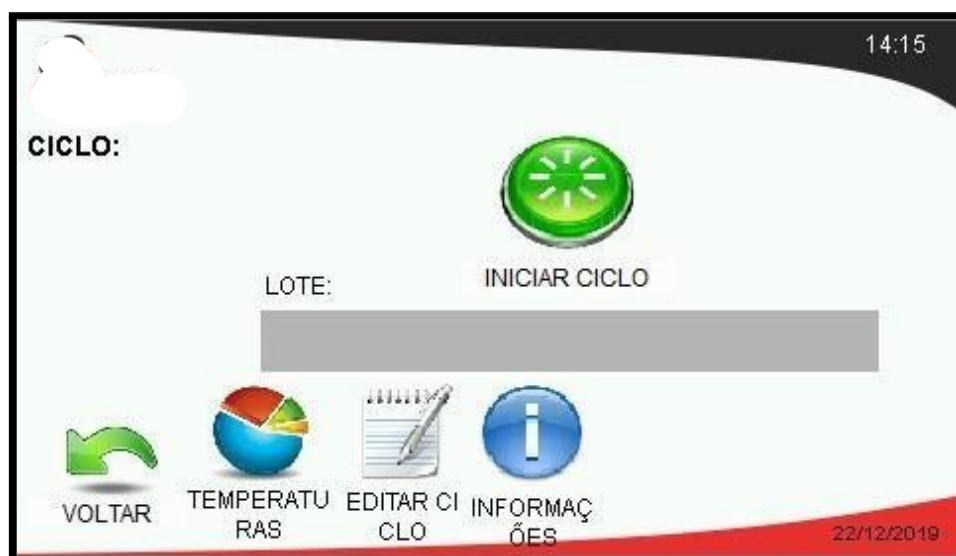 14:15
CICLO:
INICIAR CICLO
LOTE:
VOLTAR
TEMPERATU
RAS
EDITAR CI
CLO
INFORMAÇ
ÕES
22/12/2019